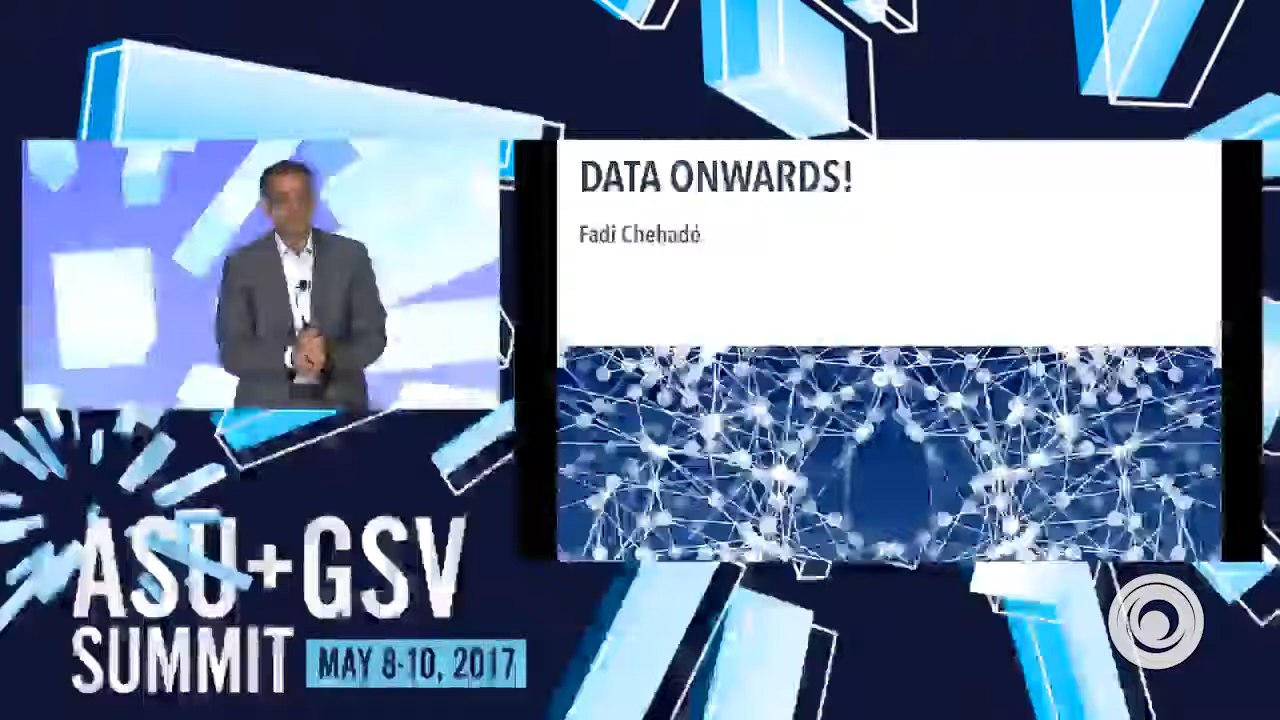 DATA ONWARDS!
Fadi Chehadé
ASU+GSV
SUMMIT
MAY 8-10, 2017